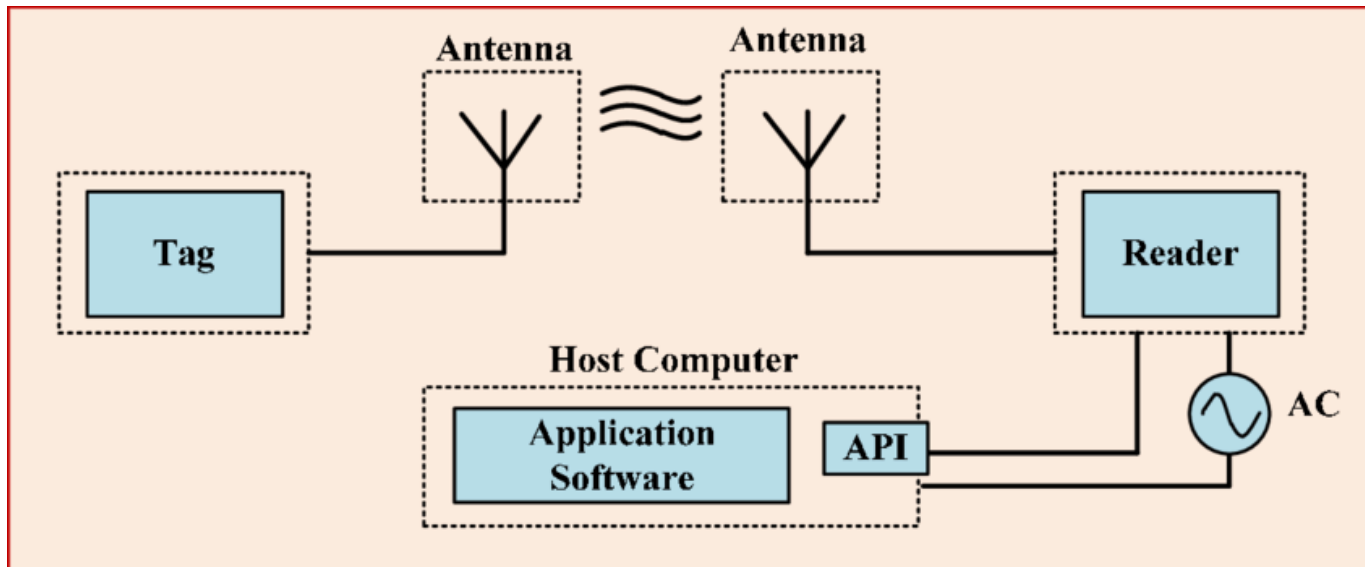 Antenna
Antenna
Tag
Reader
Host Computer
Application
Software
API
AC